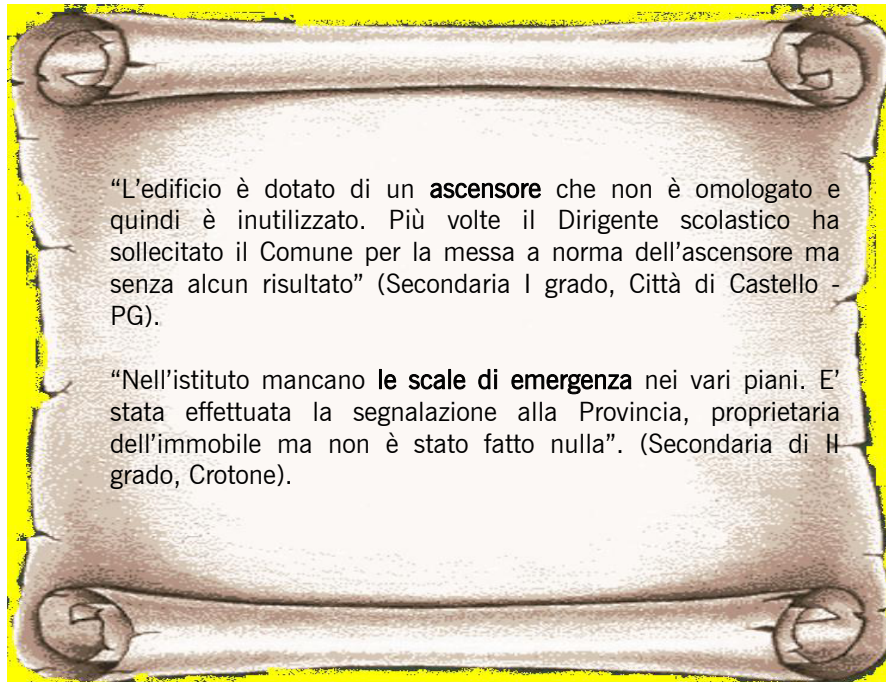 “L’edificio è dotato di un ascensore che non è omologato e
quindi è inutilizzato. Più volte il Dirigente scolastico ha
sollecitato il Comune per la messa a norma dell’ascensore ma
senza alcun risultato” (Secondaria I grado, Città di Castello -
PG).
“Nell’istituto mancano le scale di emergenza nei vari piani. E’
stata effettuata la segnalazione alla Provincia, proprietaria
dell’immobile ma non è stato fatto nulla”. (Secondaria di II
grado, Crotone).